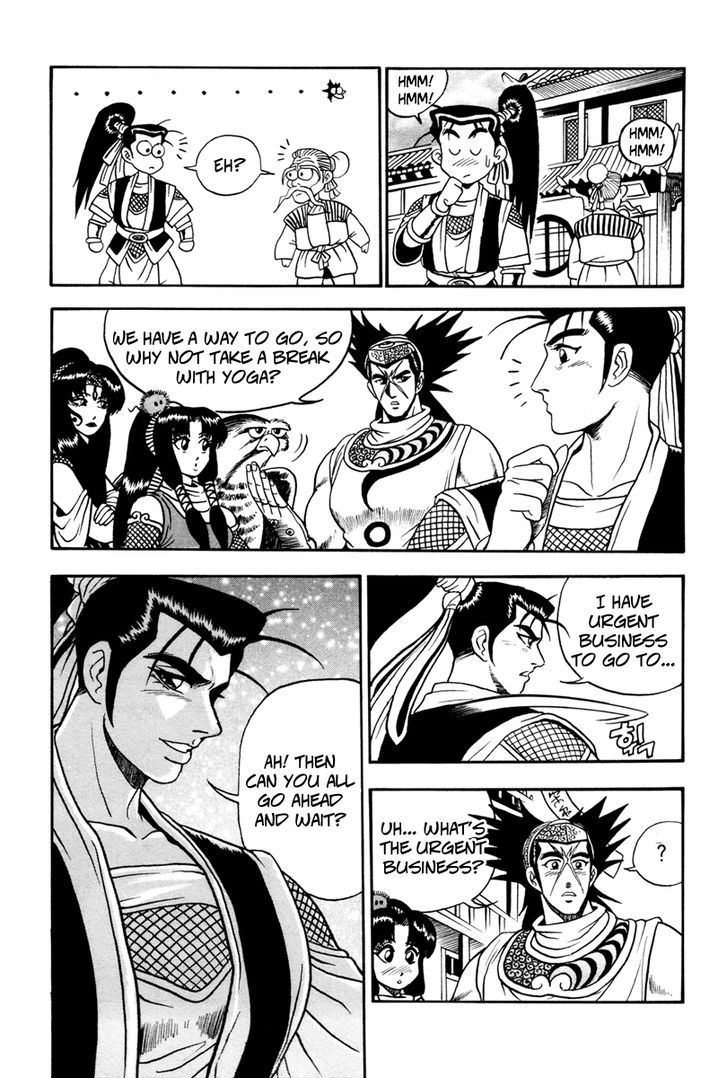 HMM!
HMM!
HMM!
HMM!
EH?
WE HAVE A WAY TO GO, SO
WHY NOT TAKE A BREAK
WITH YOGA?
I HAVE
URGENT
BUSINESS
TO GO TO...
휙
?
UH... WHAT'S
THE URGENT
BUSINESS?
AH! THEN
CAN YOU ALL
GO AHEAD
AND WAIT?